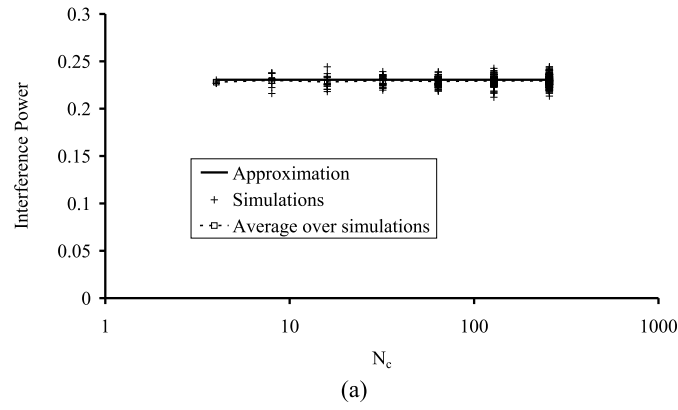 0.3
0.25
0.2
0.15
0.1
0.05
0
Interference Power
Approximation
Simulations
Average over simulations
1 10 100 1000
N_c
(a)